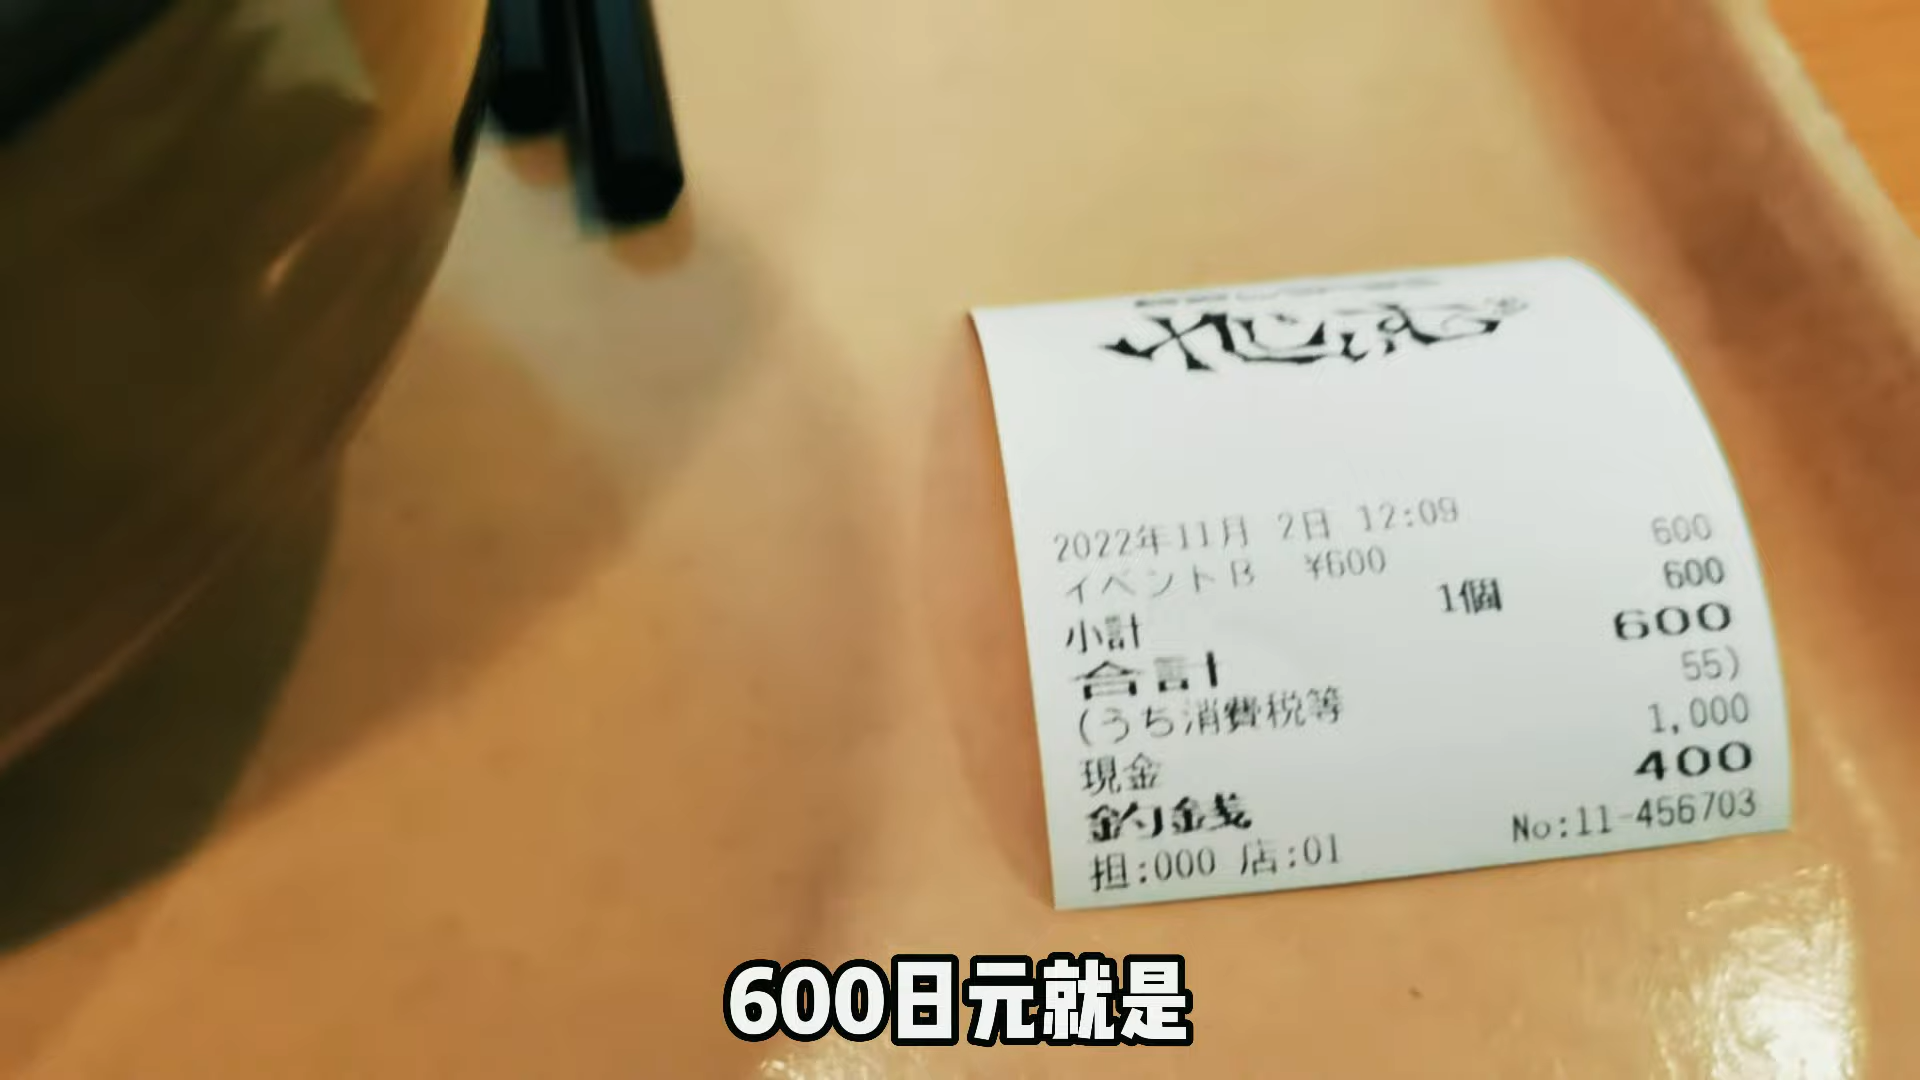 2022年11月 2日 12:09
イベントB ¥600 600
小計 1個 600
合計 600
(うち消費税等 55)
現金 1,000
釣銭 400
担:000 店:01 No:11-456703
600日元就是